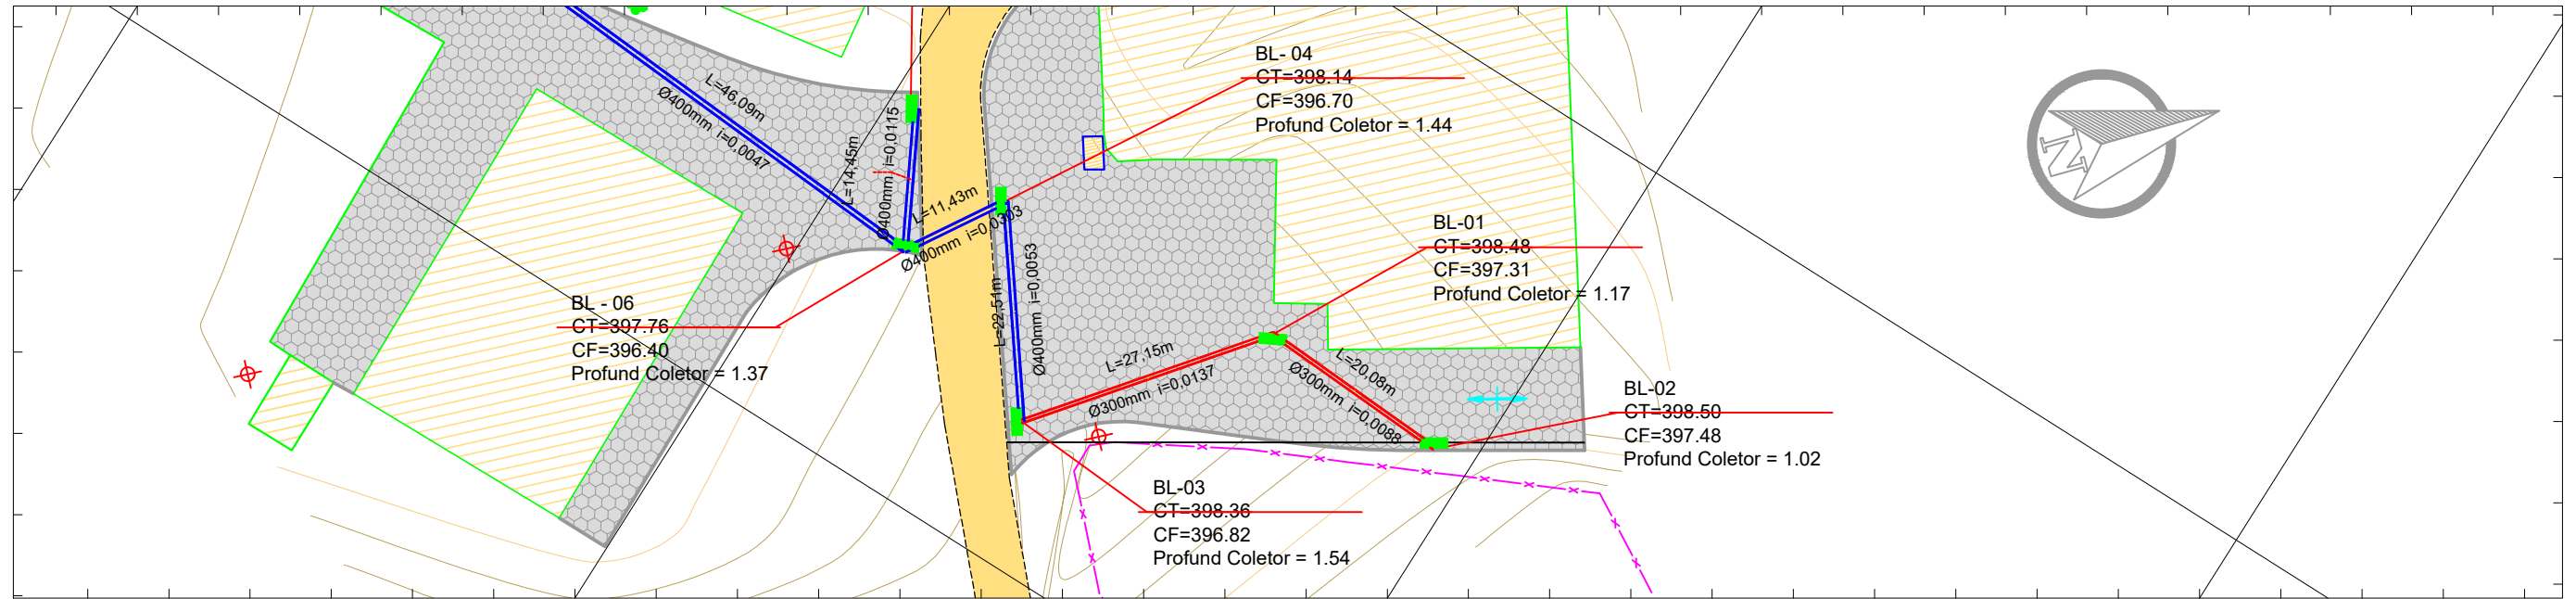 BL- 04
CT=398.14
CF=396.70
Profund Coletor = 1.44
L=46,09m
Ø400mm i=0,0047
L=14,45m
Ø400mm i=0,0115
L=11.43m
Ø400mm i=0.0303
BL-01
CT=398.48
CF=397.31
Profund Coletor = 1.17
N
BL - 06
CT=397.76
CF=396.40
Profund Coletor = 1.37
L=22,51m
Ø400mm i=0,0053
L=27,15m
Ø300mm i=0,0137
L=20,08m
Ø300mm i=0,0088
BL-02
CT=398.50
CF=397.48
Profund Coletor = 1.02
BL-03
CT=398.36
CF=396.82
Profund Coletor = 1.54